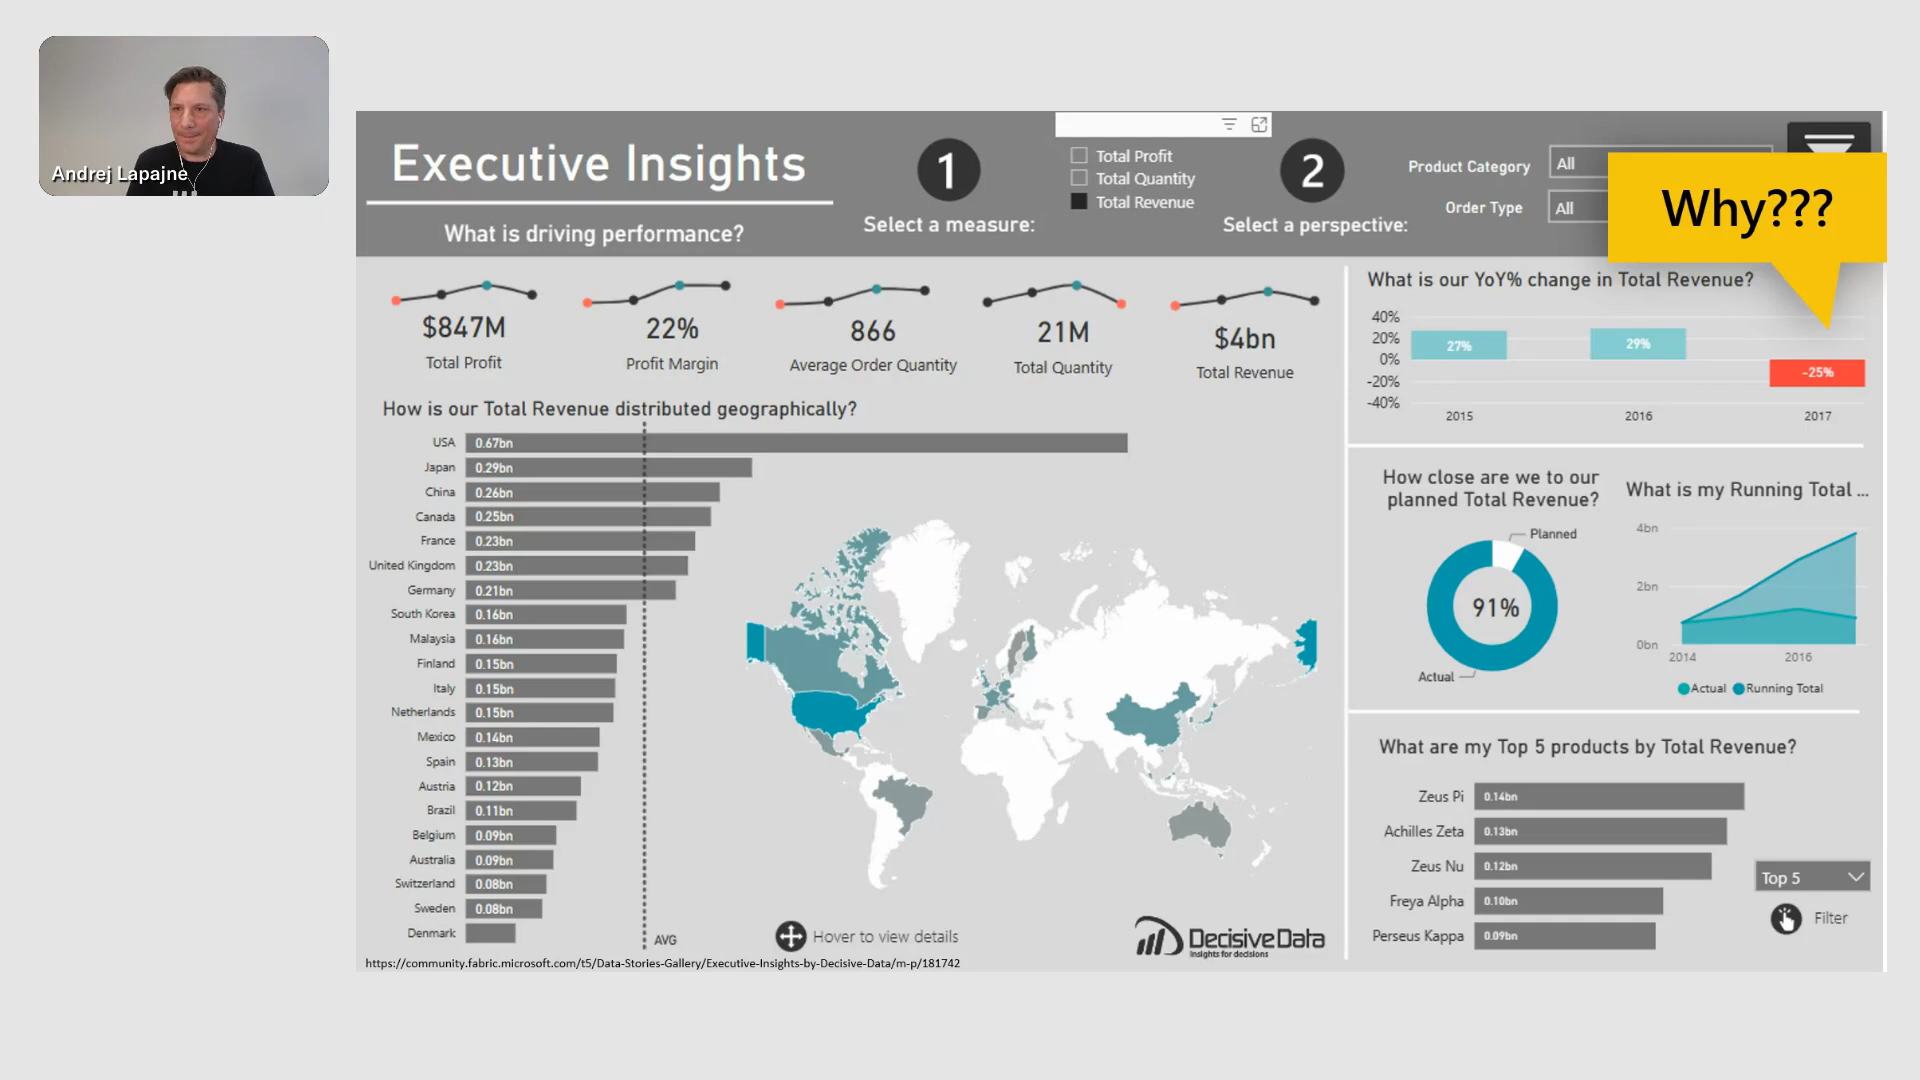 Andrej Lapajne
Executive Insights
What is driving performance?
1
Select a measure:
Total Profit
Total Quantity
Total Revenue
2
Select a perspective:
Product Category
All
Order Type
All
Why???
$847M
Total Profit
22%
Profit Margin
866
Average Order Quantity
21M
Total Quantity
$4bn
Total Revenue
How is our Total Revenue distributed geographically?
USA 0.67bn
Japan 0.29bn
China 0.26bn
Canada 0.25bn
France 0.23bn
United Kingdom 0.23bn
Germany 0.21bn
South Korea 0.16bn
Malaysia 0.16bn
Finland 0.15bn
Italy 0.15bn
Netherlands 0.15bn
Mexico 0.14bn
Spain 0.13bn
Austria 0.12bn
Brazil 0.11bn
Belgium 0.09bn
Australia 0.09bn
Switzerland 0.08bn
Sweden 0.08bn
Denmark
AVG
Hover to view details
DecisiveData
insights for decisions
https://community.fabric.microsoft.com/t5/Data-Stories-Gallery/Executive-Insights-by-Decisive-Data/m-p/181742
What is our YoY% change in Total Revenue?
40%
20%
0%
-20%
-40%
27%
29%
-25%
2015 2016 2017
How close are we to our
planned Total Revenue?
Planned
91%
Actual
What is my Running Total ...
4bn
2bn
0bn
2014 2016
Actual Running Total
What are my Top 5 products by Total Revenue?
Zeus Pi 0.14bn
Achilles Zeta 0.13bn
Zeus Nu 0.12bn
Freya Alpha 0.10bn
Perseus Kappa 0.09bn
Top 5
Filter